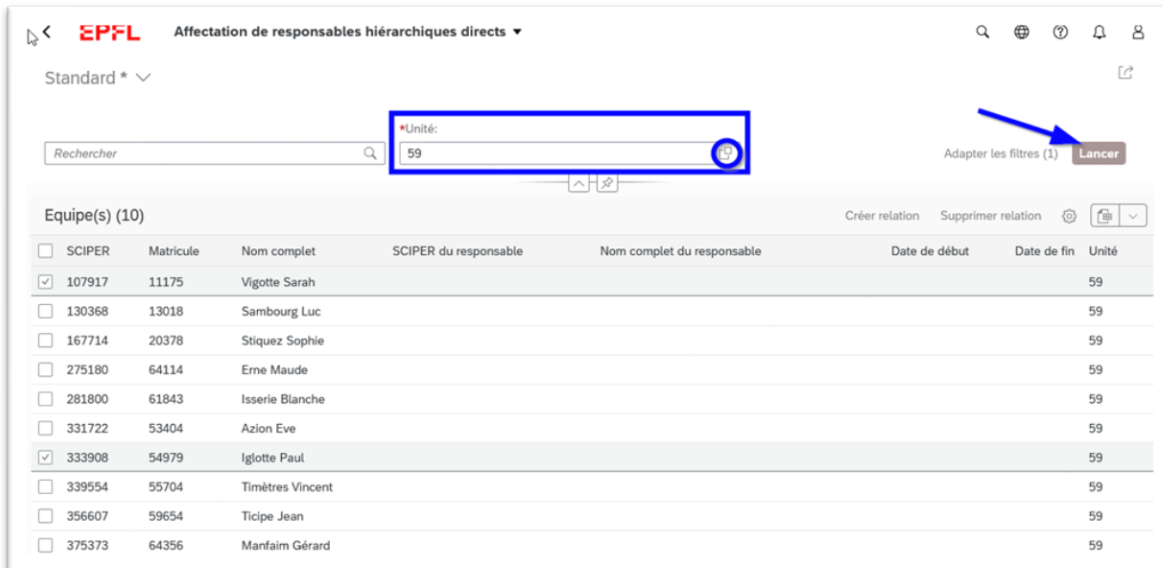 EPFL Affectation de responsables hiérarchiques directs
Standard *
*Unité:
Rechercher 59 Adapter les filtres (1) Lancer
Equipe(s) (10) Créer relation Supprimer relation
SCIPER Matricule Nom complet SCIPER du responsable Nom complet du responsable Date de début Date de fin Unité
107917 11175 Vigotte Sarah 59
130368 13018 Sambourg Luc 59
167714 20378 Stiquez Sophie 59
275180 64114 Erne Maude 59
281800 61843 Isserie Blanche 59
331722 53404 Azion Eve 59
333908 54979 Iglotte Paul 59
339554 55704 Timètres Vincent 59
356607 59654 Ticipe Jean 59
375373 64356 Manfaim Gérard 59